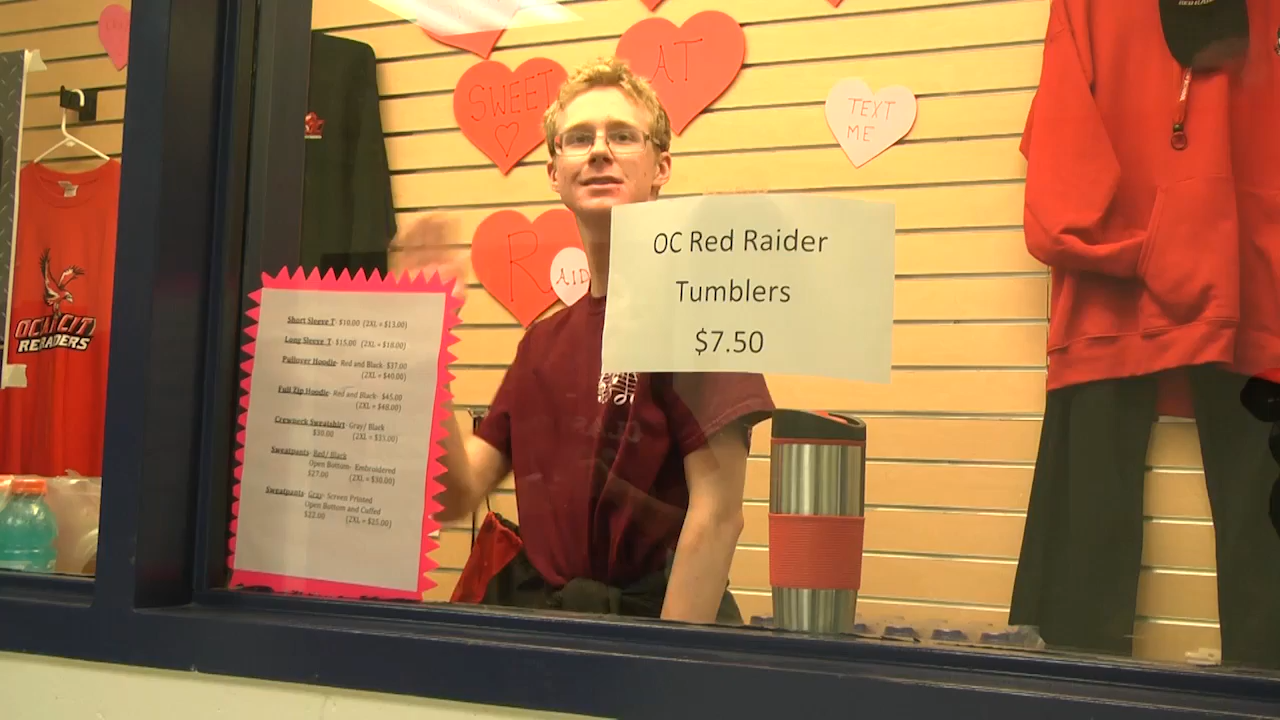 SWEET
AT
TEXT
ME
R
AID
OC Red Raider
Tumblers
$7.50
Short Sleeve T- $10.00 (2XL = $13.00)
Long Sleeve T- $15.00 (2XL = $18.00)
Pullover Hoodie- Red and Black- $37.00
(2XL = $40.00)
Full Zip Hoodie- Red and Black- $45.00
(2XL = $48.00)
Crewneck Sweatshirt- Gray/ Black
$30.00 (2XL = $33.00)
Sweatpants- Red/ Black
Open Bottom- Embroidered
$27.00 (2XL = $30.00)
Sweatpants- Gray- Screen Printed
Open Bottom and Cuffed
$22.00 (2XL = $25.00)
CITY
RED RAIDERS